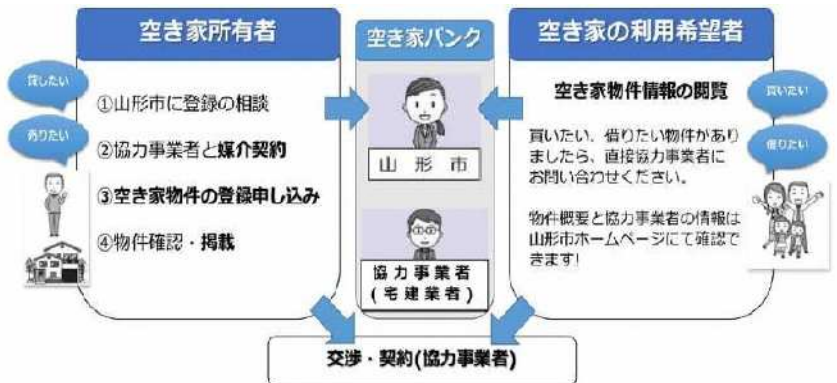 空き家所有者
貸したい
売りたい
①山形市に登録の相談
②協力事業者と媒介契約
③空き家物件の登録申し込み
④物件確認・掲載
空き家バンク
山形市
協力事業者
(宅建業者)
空き家の利用希望者
空き家物件情報の閲覧
買いたい
借りたい
買いたい、借りたい物件があり
ましたら、直接協力事業者に
お問い合わせください。
物件概要と協力事業者の情報は
山形市ホームページにて確認で
きます!
交渉・契約(協力事業者)